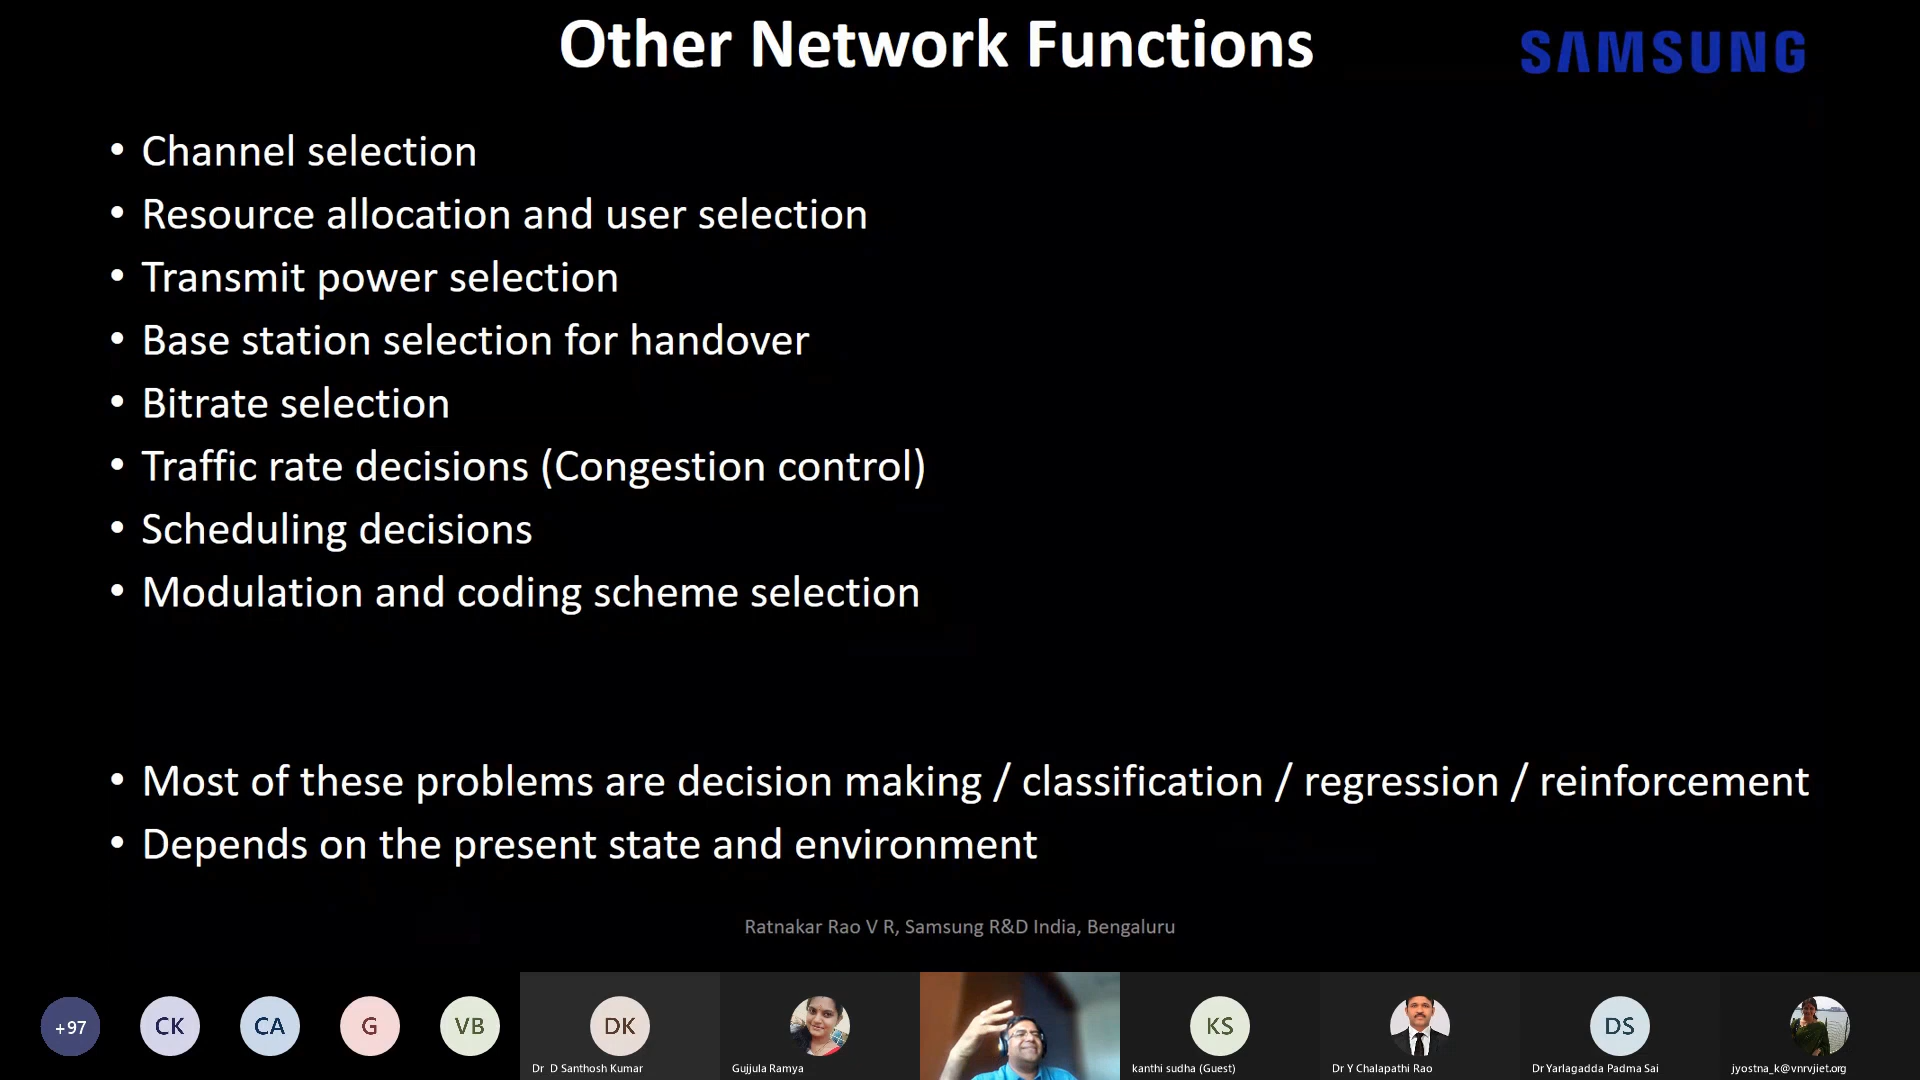 Other Network Functions
SAMSUNG
• Channel selection
• Resource allocation and user selection
• Transmit power selection
• Base station selection for handover
• Bitrate selection
• Traffic rate decisions (Congestion control)
• Scheduling decisions
• Modulation and coding scheme selection
• Most of these problems are decision making / classification / regression / reinforcement
• Depends on the present state and environment
Ratnakar Rao V R, Samsung R&D India, Bengaluru
+97
CK
CA
G
VB
DK
KS
DS
Dr D Santhosh Kumar
Gujjula Ramya
kanthi sudha (Guest)
Dr Y Chalapathi Rao
Dr Yarlagadda Padma Sai
jyostna_k@vnrvjiet.org